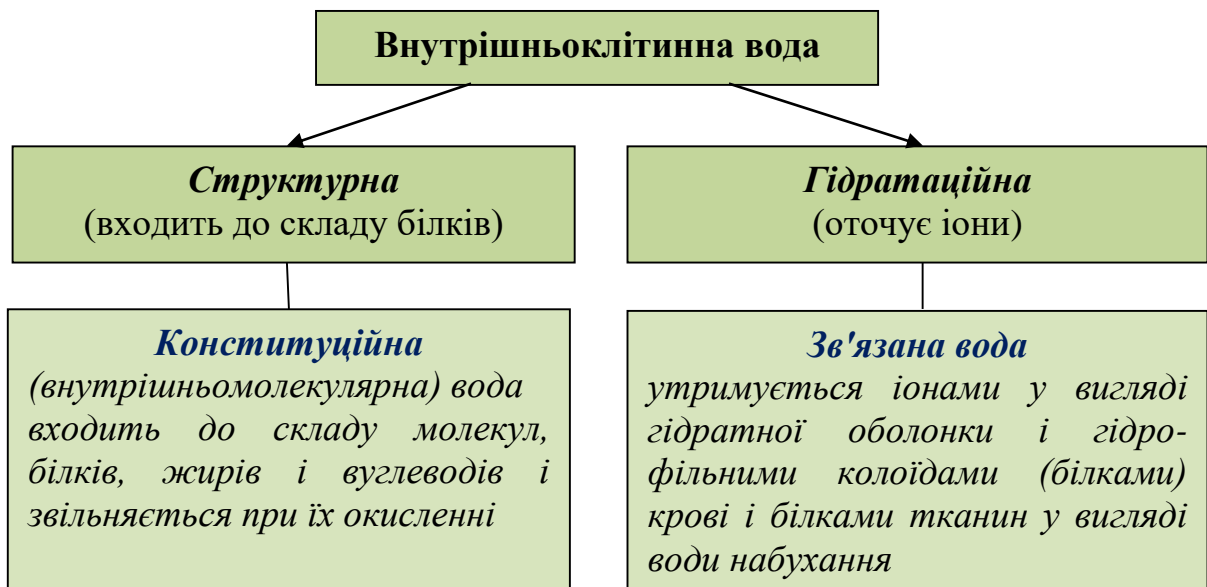 Внутрішньоклітинна вода
Структурна
(входить до складу білків)
Гідратаційна
(оточує іони)
Конституційна
(внутрішньомолекулярна) вода
входить до складу молекул,
білків, жирів і вуглеводів і
звільняється при їх окисленні
Зв'язана вода
утримується іонами у вигляді
гідратної оболонки і гідро-
фільними колоїдами (білками)
крові і білками тканин у вигляді
води набухання